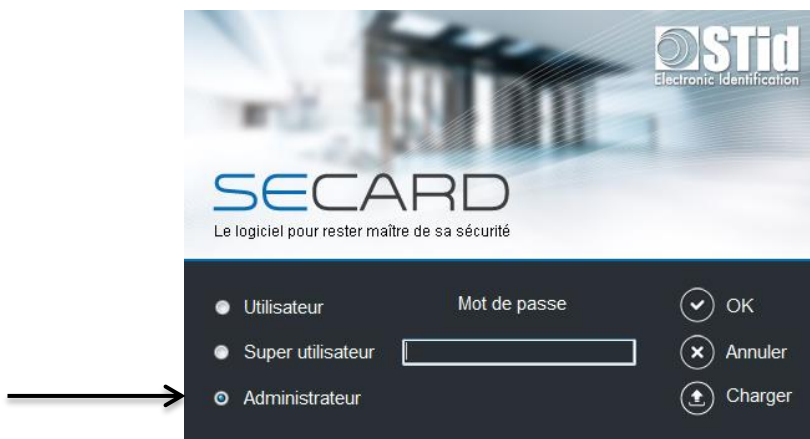 STid
Electronic Identification
SECARD
Le logiciel pour rester maître de sa sécurité
Utilisateur
Mot de passe
OK
Super utilisateur
Annuler
Administrateur
Charger